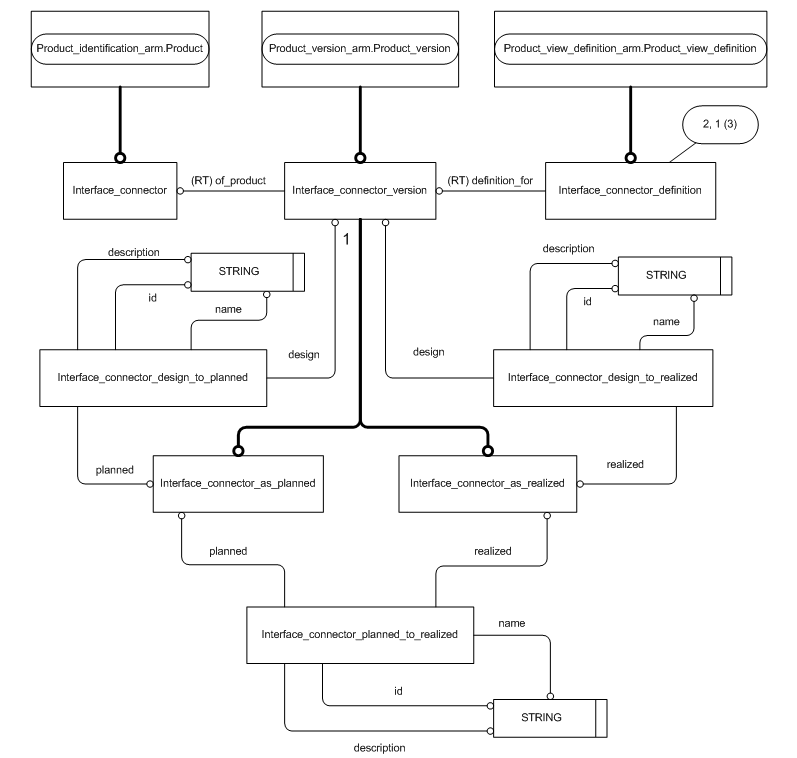 Product_identification_arm.Product
Product_version_arm.Product_version
Product_view_definition_arm.Product_view_definition
2, 1 (3)
Interface_connector
(RT) of_product
Interface_connector_version
(RT) definition_for
Interface_connector_definition
1
description
STRING
id
name
description
STRING
id
name
design
design
Interface_connector_design_to_planned
Interface_connector_design_to_realized
planned
realized
Interface_connector_as_planned
Interface_connector_as_realized
planned
realized
Interface_connector_planned_to_realized
name
id
STRING
description